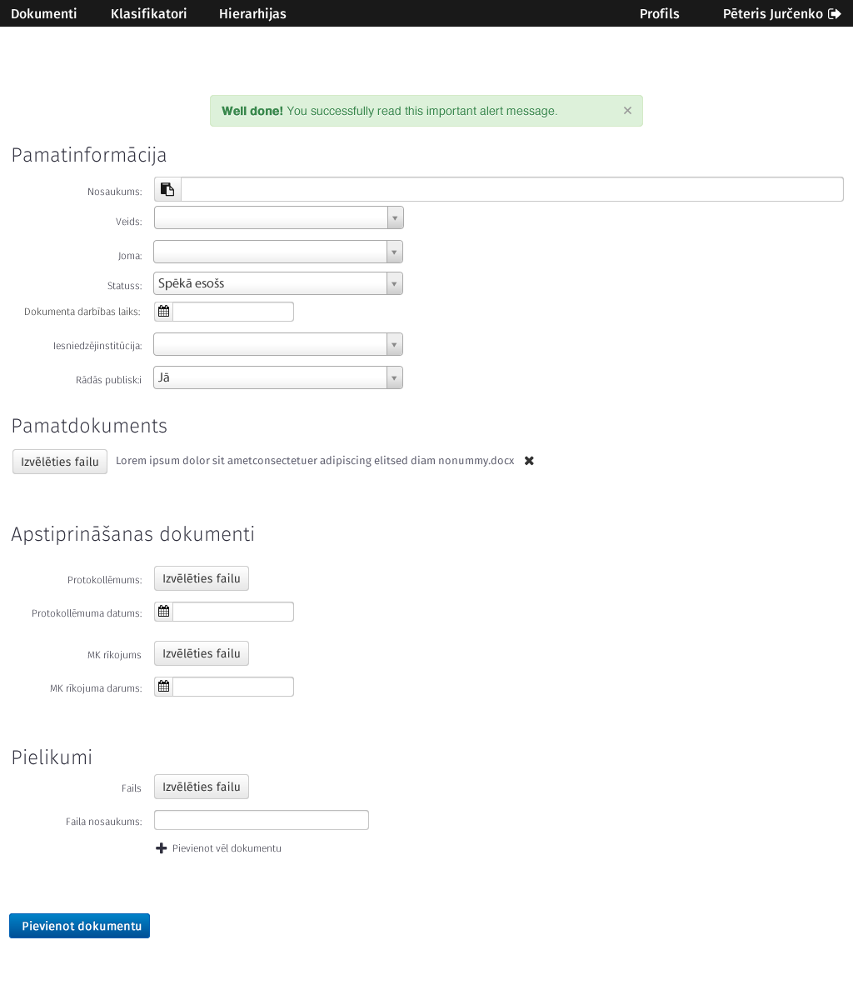 Dokumenti Klasifikatori Hierarhijas Profils Pēteris Jurčenko
Well done! You successfully read this important alert message. ×
Pamatinformācija
Nosaukums:
Veids:
Joma:
Statuss: Spēkā esošs
Dokumenta darbības laiks:
Iesniedzējinstitūcija:
Rādās publisk:i Jā
Pamatdokuments
Izvēlēties failu Lorem ipsum dolor sit ametconsectetuer adipiscing elitsed diam nonummy.docx
Apstiprināšanas dokumenti
Protokollēmums: Izvēlēties failu
Protokollēmuma datums:
MK rīkojums Izvēlēties failu
MK rīkojuma darums:
Pielikumi
Fails Izvēlēties failu
Faila nosaukums:
Pievienot vēl dokumentu
Pievienot dokumentu